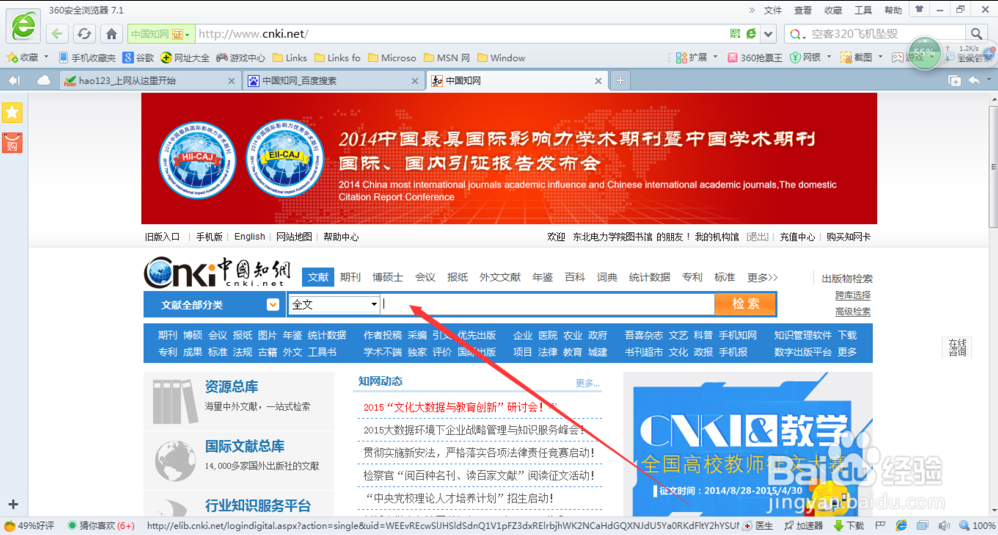 360安全浏览器 7.1
» 文件 查看 收藏 工具 帮助
中国知网 证 http://www.cnki.net/ 空客320飞机坠毁
收藏 手机收藏夹 谷歌 网址大全 游戏中心 Links Links fo Microso MSN 网 Window 扩展 360抢票王 网银 截图 游戏
55% 1.2K/s
hao123_上网从这里开始 中国知网_百度搜索 中国知网
购
2014中国最具国际影响力学术期刊暨中国学术期刊
国际、国内引证报告发布会
2014 China most international journals academic influence and Chinese international academic journals,The domestic
Citation Report Conference
HII-CAJ
EII-CAJ
旧版入口 | 手机版 | English | 网站地图 | 帮助中心 欢迎 东北电力学院图书馆 的朋友！ 我的机构馆 [退出] | 充值中心 | 购买知网卡
Cnki中国知网
cnki.net
文献 期刊 博硕士 会议 报纸 外文文献 年鉴 百科 词典 统计数据 专利 标准 更多>> 出版物检索
文献全部分类 全文 检索 跨库选择
高级检索
期刊 博硕 会议 报纸 图片 年鉴 统计数据 作者投稿 采编 引文 优先出版 企业 医院 农业 政府 吾喜杂志 文艺 科普 手机知网 知识管理软件 下载
专利 成果 标准 法规 古籍 外文 工具书 学术不端 独家 评价 国际出版 项目 法律 教育 城建 书刊超市 文化 政报 手机报 数字出版平台 更多
在线
咨询
资源总库
海量中外文献，一站式检索
国际文献总库
14,000多家国外出版社的文献
行业知识服务平台
知网动态 更多...
2015“文化大数据与教育创新”研讨会！
2015大数据环境下企业战略管理与知识服务峰会！
贯彻实施新安法，严格落实各项法律责任竞赛启动！
检察官“阅百种名刊、读百家文献”阅读征文活动！
“中央党校理论人才培养计划”招生启动！
CNKI&教学
全国高校教师征文大赛
征文时间：2014/8/28-2015/4/30
Baidu经验
jingyan.baidu.com
49%好评 猜你喜欢 (6+) 医生 加速器 下载 100%